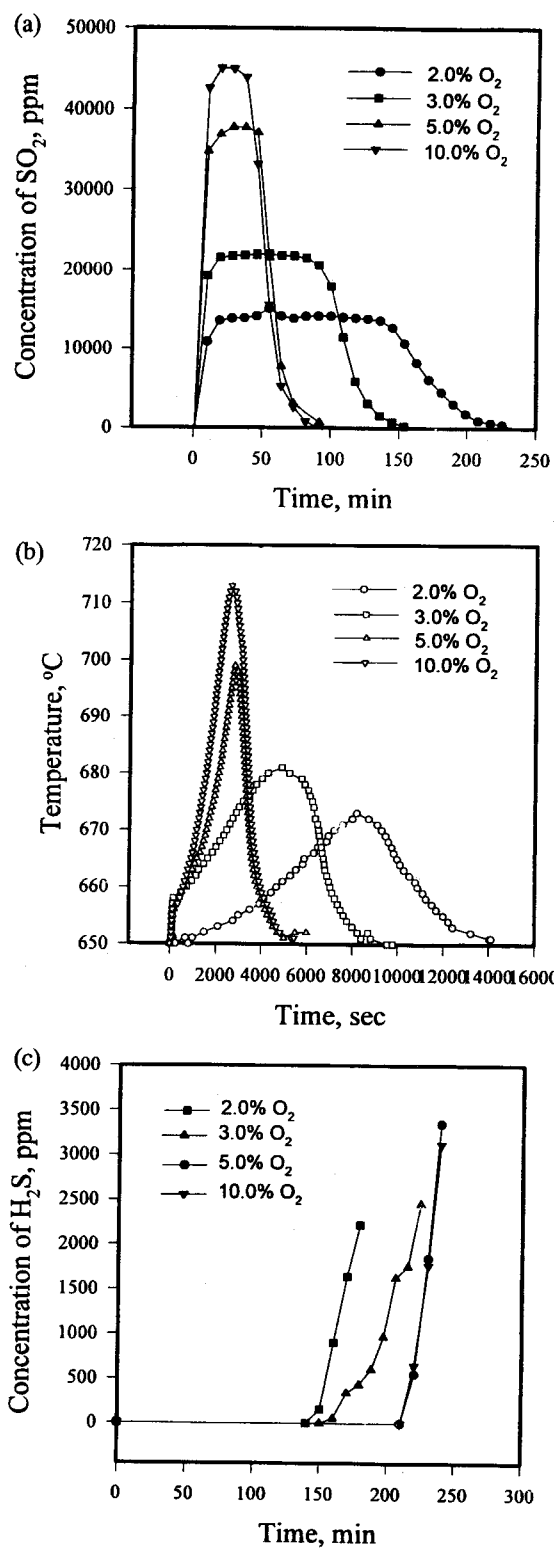 (a)
50000
40000
30000
20000
10000
0
Concentration of SO2, ppm
2.0% O2
3.0% O2
5.0% O2
10.0% O2
0 50 100 150 200 250
Time, min
(b)
720
710
700
690
680
670
660
650
Temperature, ºC
2.0% O2
3.0% O2
5.0% O2
10.0% O2
0 2000 4000 6000 8000 10000 12000 14000 16000
Time, sec
(c)
4000
3500
3000
2500
2000
1500
1000
500
0
Concentration of H2S, ppm
2.0% O2
3.0% O2
5.0% O2
10.0% O2
0 50 100 150 200 250 300
Time, min